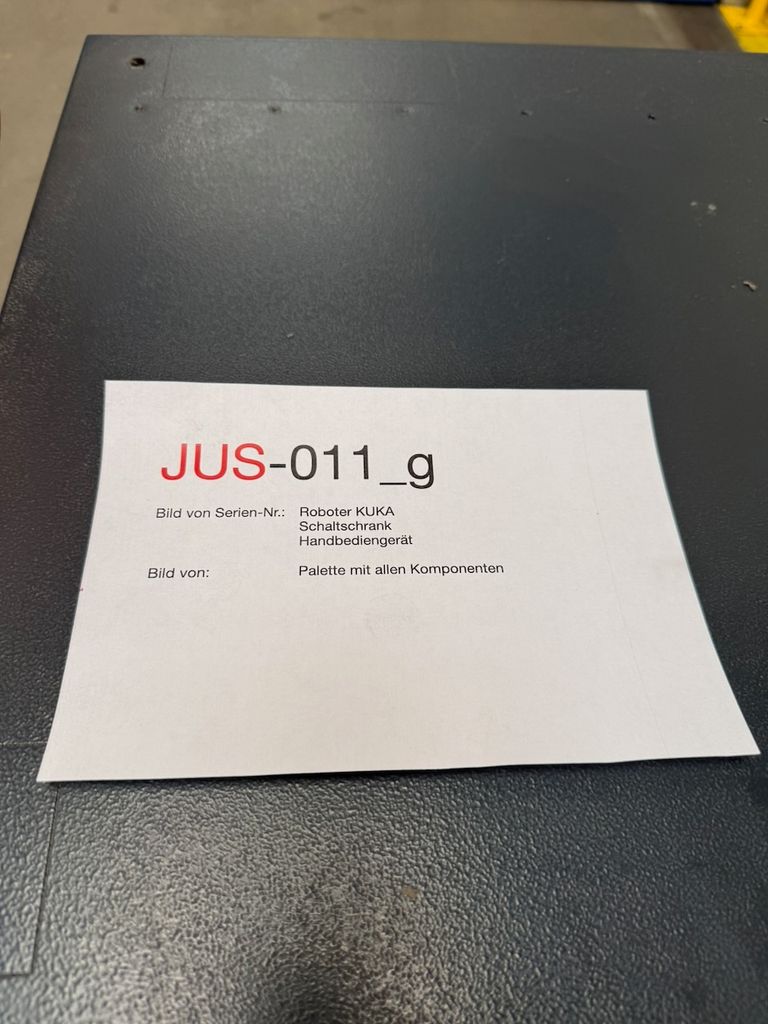 JUS-011_g
Bild von Serien-Nr.: Roboter KUKA
Schaltschrank
Handbediengerät
Bild von: Palette mit allen Komponenten